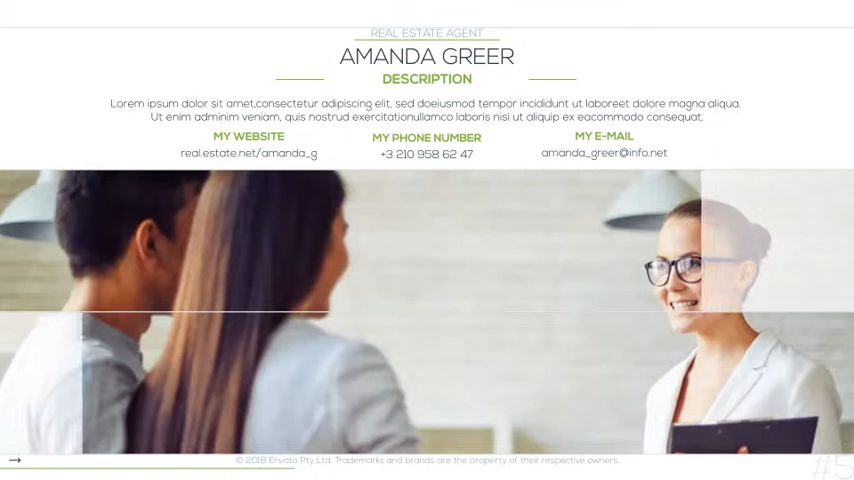 REAL ESTATE AGENT
AMANDA GREER
DESCRIPTION
Lorem ipsum dolor sit amet,consectetur adipiscing elit, sed doeiusmod tempor incididunt ut laboreet dolore magna aliqua.
Ut enim adminim veniam, quis nostrud exercitationullamco laboris nisi ut aliquip ex eacommodo consequat.
MY WEBSITE
real.estate.net/amanda_g
MY PHONE NUMBER
+3 210 958 62 47
MY E-MAIL
amanda_greer@info.net
© 2018 Envato Pty Ltd. Trademarks and brands are the property of their respective owners.
#5